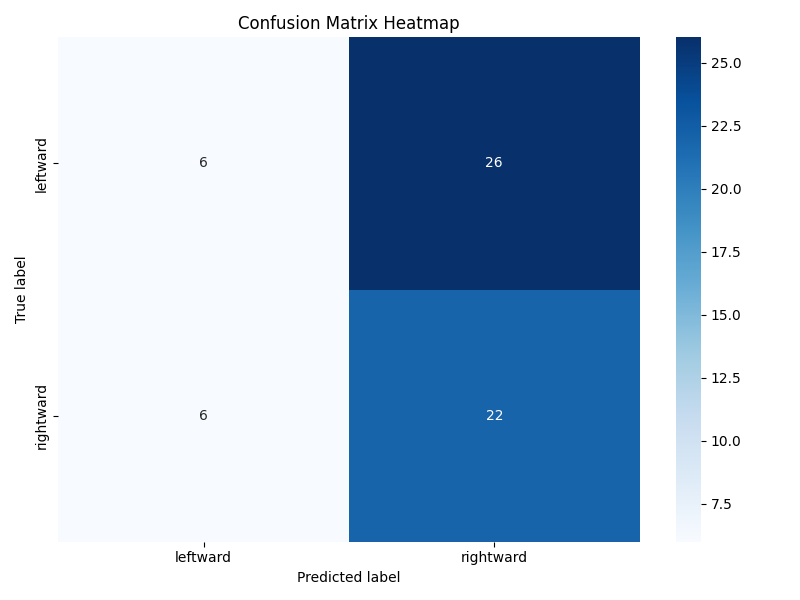 Confusion Matrix Heatmap
True label
leftward
rightward
6
26
6
22
leftward
rightward
Predicted label
25.0
22.5
20.0
17.5
15.0
12.5
10.0
7.5